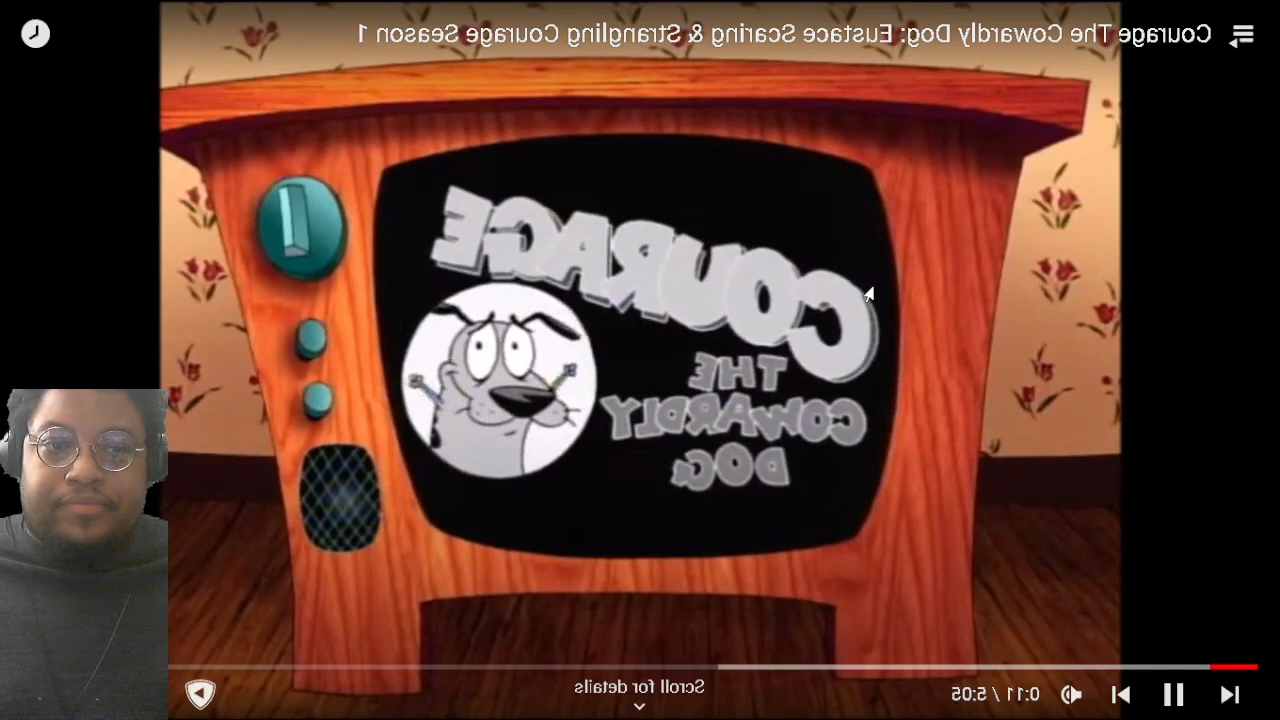 Courage The Cowardly Dog: Eustace Scaring & Strangling Courage Season 1
COURAGE
THE
COWARDLY
DOG
Scroll for details
0:11 / 5:05